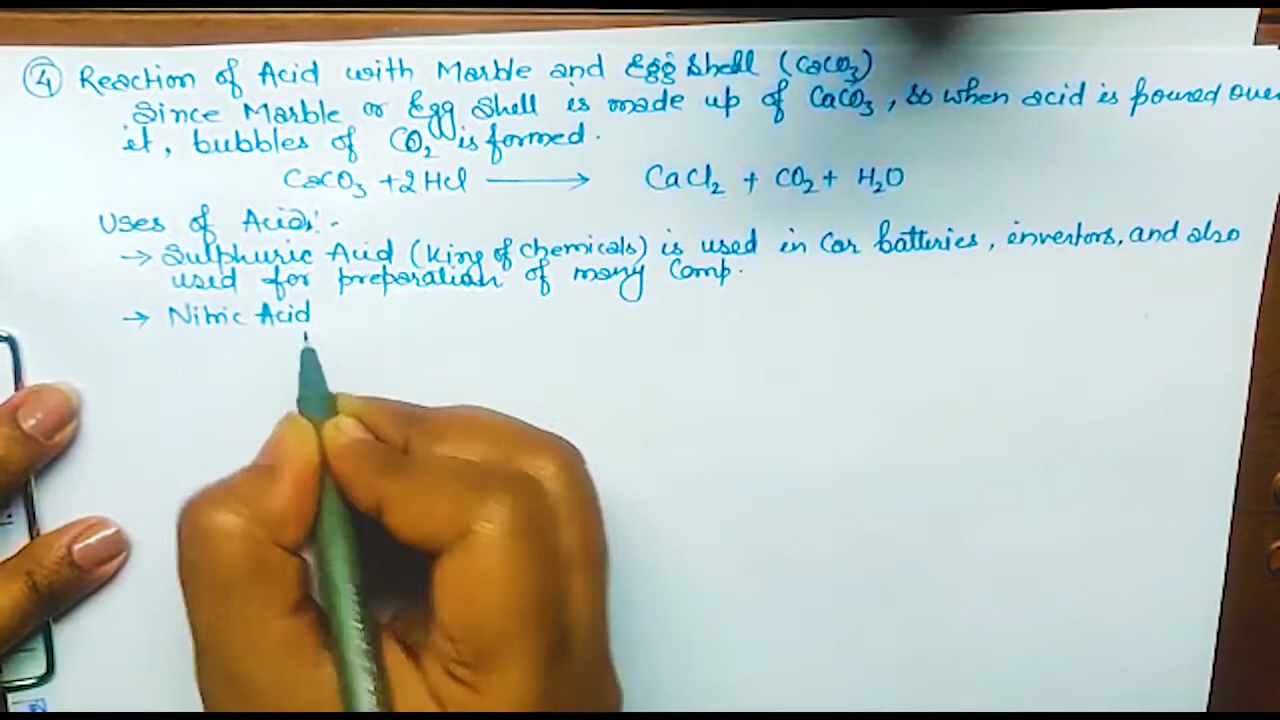 ④ Reaction of Acid with Marble and Egg Shell (CaCO₃)
Since Marble or Egg Shell is made up of CaCO₃, so when acid is poured over
it, bubbles of CO₂ is formed.
CaCO₃ + 2HCl ⟶ CaCl₂ + CO₂ + H₂O
Uses of Acids:-
→ Sulphuric Acid (King of Chemicals) is used in Car batteries, invertors, and also
used for preparation of many Comp.
→ Nitric Acid